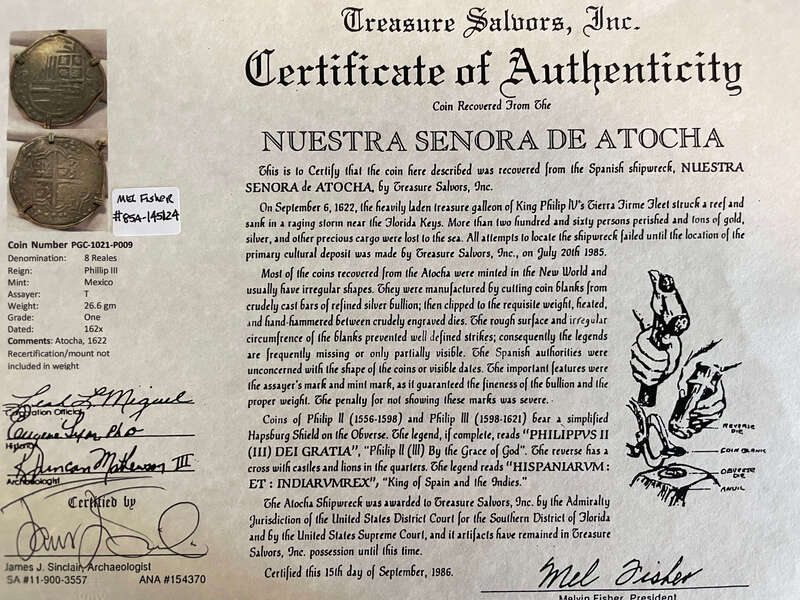 Treasure Salvors, Inc.
Certificate of Authenticity
Coin Recovered From The
NUESTRA SENORA DE ATOCHA
This is to Certify that the coin here described was recovered from the Spanish shipwreck, NUESTRA
SENORA de ATOCHA, by Treasure Salvors, Inc.
On September 6, 1622, the heavily laden treasure galleon of King Philip IV's Tierra Firme Fleet struck a reef and
sank in a raging storm near the Florida Keys. More than two hundred and sixty persons perished and tons of gold,
silver, and other precious cargo were lost to the sea. All attempts to locate the shipwreck failed until the location of the
primary cultural deposit was made by Treasure Salvors, Inc., on July 20th 1985.
Most of the coins recovered from the Atocha were minted in the New World and
usually have irregular shapes. They were manufactured by cutting coin blanks from
crudely cast bars of refined silver bullion; then clipped to the requisite weight, heated,
and hand-hammered between crudely engraved dies. The rough surface and irregular
circumfrence of the blanks prevented well defined strikes; consequently the legends
are frequently missing or only partially visible. The Spanish authorities were
unconcerned with the shape of the coins or visible dates. The important features were
the assayer's mark and mint mark, as it guaranteed the fineness of the bullion and the
proper weight. The penalty for not showing these marks was severe.
Coins of Philip II (1556-1598) and Philip III (1598-1621) bear a simplified
Hapsburg Shield on the Obverse. The legend, if complete, reads "PHILIPPVS II
(III) DEI GRATIA", "Philip II (III) By the Grace of God". The reverse has a
cross with castles and lions in the quarters. The legend reads "HISPANIARVM:
ET: INDIARVMREX", "King of Spain and the Indies."
The Atocha Shipwreck was awarded to Treasure Salvors, Inc. by the Admiralty
Jurisdiction of the United States District Court for the Southern District of Florida
and by the United States Supreme Court, and it artifacts have remained in Treasure
Salvors, Inc. possession until this time.
Certified this 15th day of September, 1986.
Mel Fisher
Melvin Fisher, President
REVERSE
DIE
COIN BLANK
OBVERSE
DIE
ANVIL
MEL FISHER
#85A-145124
Coin Number PGC-1021-P009
Denomination: 8 Reales
Reign: Phillip III
Mint: Mexico
Assayer: T
Weight: 26.6 gm
Grade: One
Dated: 162x
Comments: Atocha, 1622
Recertification/mount not
included in weight
Leah L Miguel
Official
Eugene Lyon PhD
R Duncan Mathewson III
Archaeologist
Certified by
James J. Sinclair, Archaeologist
SA #11-900-3557 ANA #154370